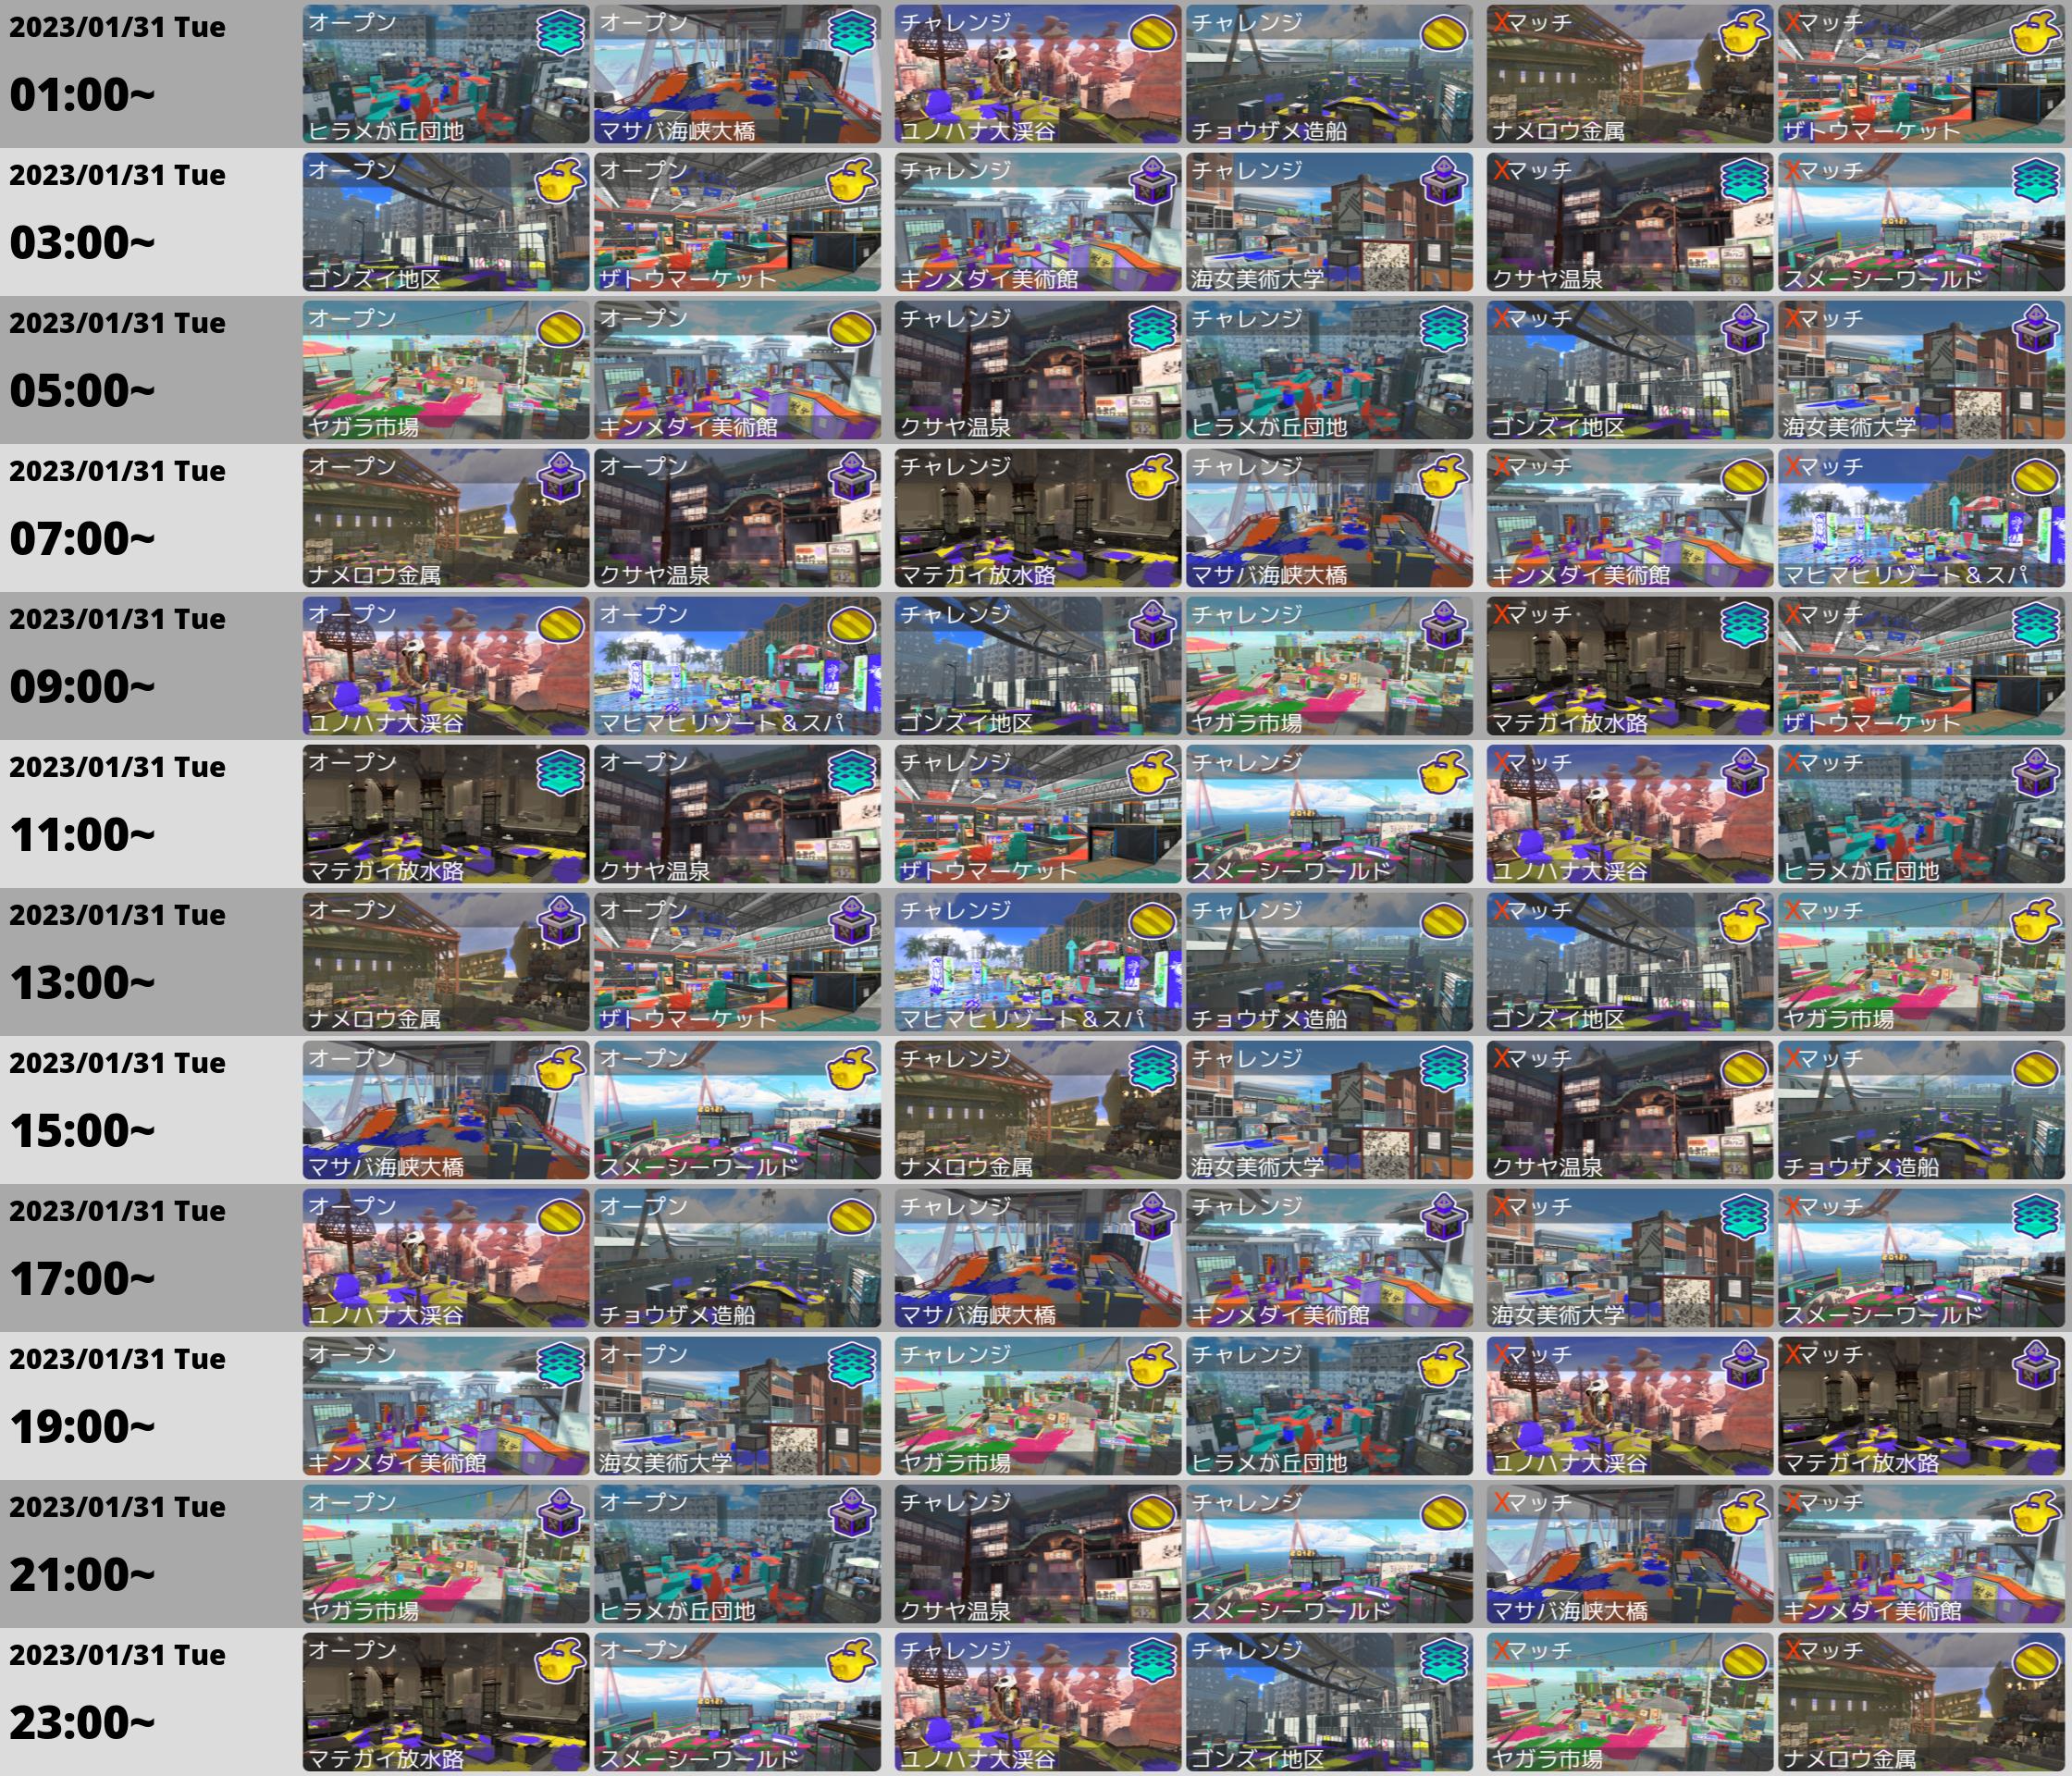 2023/01/31 Tue
01:00~
オープン
オープン
チャレンジ
チャレンジ
Xマッチ
Xマッチ
ヒラメが丘団地
マサバ海峡大橋
ユノハナ大渓谷
チョウザメ造船
ナメロウ金属
ザトウマーケット
2023/01/31 Tue
03:00~
オープン
オープン
チャレンジ
チャレンジ
Xマッチ
Xマッチ
ゴンズイ地区
ザトウマーケット
キンメダイ美術館
海女美術大学
クサヤ温泉
スメーシーワールド
2023/01/31 Tue
05:00~
オープン
オープン
チャレンジ
チャレンジ
Xマッチ
Xマッチ
ヤガラ市場
キンメダイ美術館
クサヤ温泉
ヒラメが丘団地
ゴンズイ地区
海女美術大学
2023/01/31 Tue
07:00~
オープン
オープン
チャレンジ
チャレンジ
Xマッチ
Xマッチ
ナメロウ金属
クサヤ温泉
マテガイ放水路
マサバ海峡大橋
キンメダイ美術館
マヒマヒリゾート＆スパ
2023/01/31 Tue
09:00~
オープン
オープン
チャレンジ
チャレンジ
Xマッチ
Xマッチ
ユノハナ大渓谷
マヒマヒリゾート＆スパ
ゴンズイ地区
ヤガラ市場
マテガイ放水路
ザトウマーケット
2023/01/31 Tue
11:00~
オープン
オープン
チャレンジ
チャレンジ
Xマッチ
Xマッチ
マテガイ放水路
クサヤ温泉
ザトウマーケット
スメーシーワールド
ユノハナ大渓谷
ヒラメが丘団地
2023/01/31 Tue
13:00~
オープン
オープン
チャレンジ
チャレンジ
Xマッチ
Xマッチ
ナメロウ金属
ザトウマーケット
マヒマヒリゾート＆スパ
チョウザメ造船
ゴンズイ地区
ヤガラ市場
2023/01/31 Tue
15:00~
オープン
オープン
チャレンジ
チャレンジ
Xマッチ
Xマッチ
マサバ海峡大橋
スメーシーワールド
ナメロウ金属
海女美術大学
クサヤ温泉
チョウザメ造船
2023/01/31 Tue
17:00~
オープン
オープン
チャレンジ
チャレンジ
Xマッチ
Xマッチ
ユノハナ大渓谷
チョウザメ造船
マサバ海峡大橋
キンメダイ美術館
海女美術大学
スメーシーワールド
2023/01/31 Tue
19:00~
オープン
オープン
チャレンジ
チャレンジ
Xマッチ
Xマッチ
キンメダイ美術館
海女美術大学
ヤガラ市場
ヒラメが丘団地
ユノハナ大渓谷
マテガイ放水路
2023/01/31 Tue
21:00~
オープン
オープン
チャレンジ
チャレンジ
Xマッチ
Xマッチ
ヤガラ市場
ヒラメが丘団地
クサヤ温泉
スメーシーワールド
マサバ海峡大橋
キンメダイ美術館
2023/01/31 Tue
23:00~
オープン
オープン
チャレンジ
チャレンジ
Xマッチ
Xマッチ
マテガイ放水路
スメーシーワールド
ユノハナ大渓谷
ゴンズイ地区
ヤガラ市場
ナメロウ金属